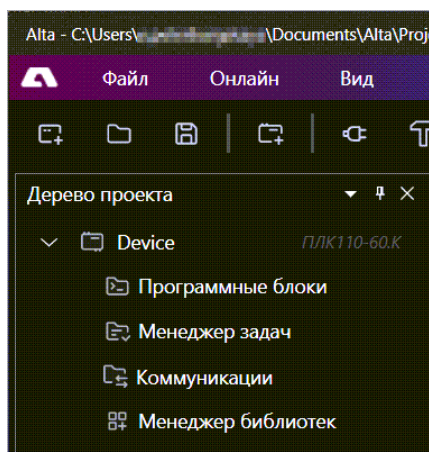 Alta - C:\Users\ \Documents\Alta\Proj
Файл Онлайн Вид
Дерево проекта
Device ПЛК110-60.К
Программные блоки
Менеджер задач
Коммуникации
Менеджер библиотек